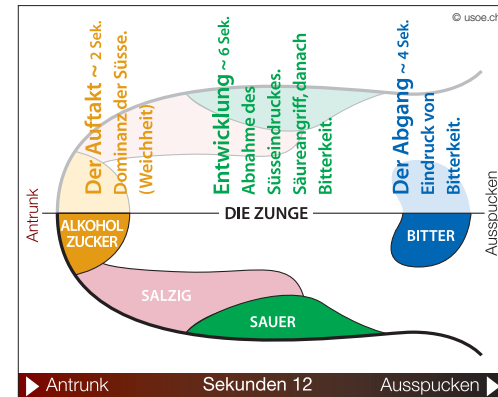 © usoe.ch
Der Auftakt ~ 2 Sek.
Dominanz der Süsse.
(Weichheit)
Entwicklung ~ 6 Sek.
Abnahme des
Süsseindruckes.
Säureangriff, danach
Bitterkeit.
Der Abgang ~ 4 Sek.
Eindruck von
Bitterkeit.
Antrunk
DIE ZUNGE
Ausspucken
ALKOHOL
ZUCKER
BITTER
SALZIG
SAUER
Antrunk Sekunden 12 Ausspucken